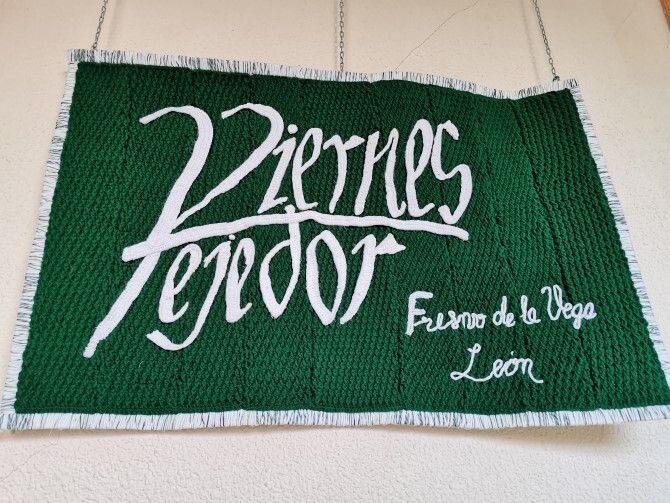 Viernes
Tejedor
Fresno de la Vega
León